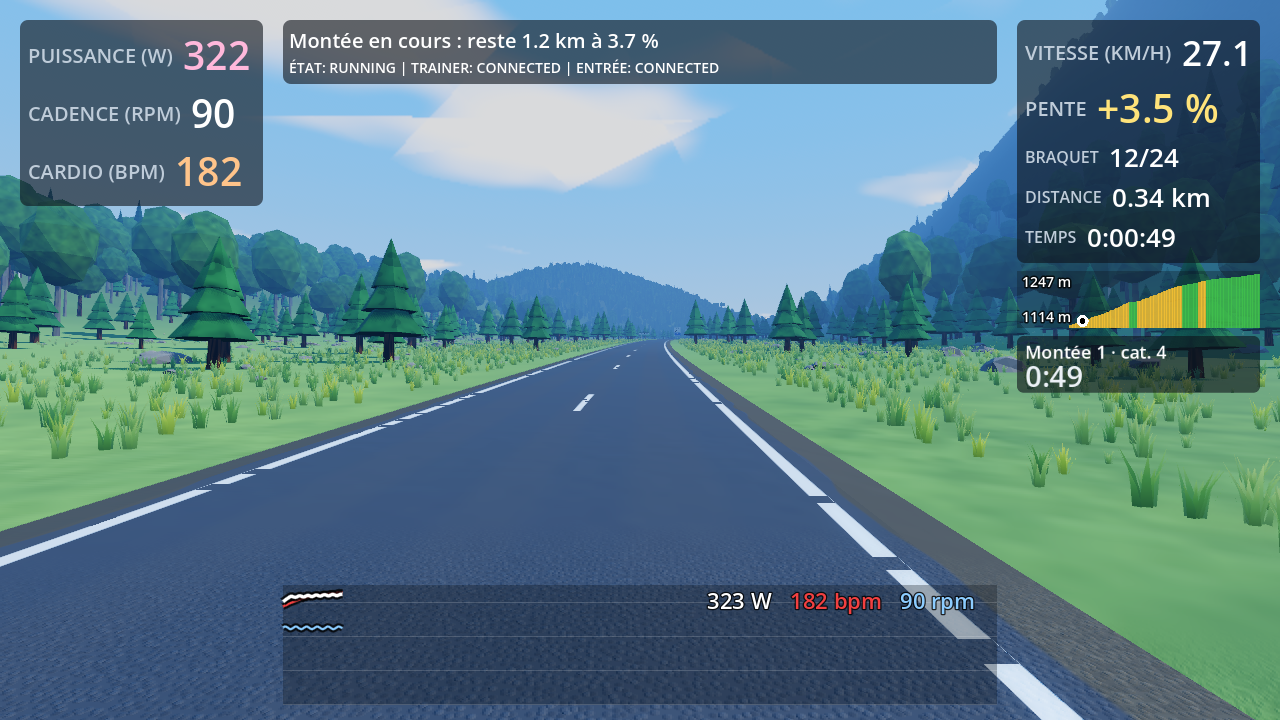 PUISSANCE (W) 322
CADENCE (RPM) 90
CARDIO (BPM) 182
Montée en cours : reste 1.2 km à 3.7 %
ÉTAT: RUNNING | TRAINER: CONNECTED | ENTRÉE: CONNECTED
VITESSE (KM/H) 27.1
PENTE +3.5 %
BRAQUET 12/24
DISTANCE 0.34 km
TEMPS 0:00:49
1247 m
1114 m
Montée 1 · cat. 4
0:49
323 W 182 bpm 90 rpm